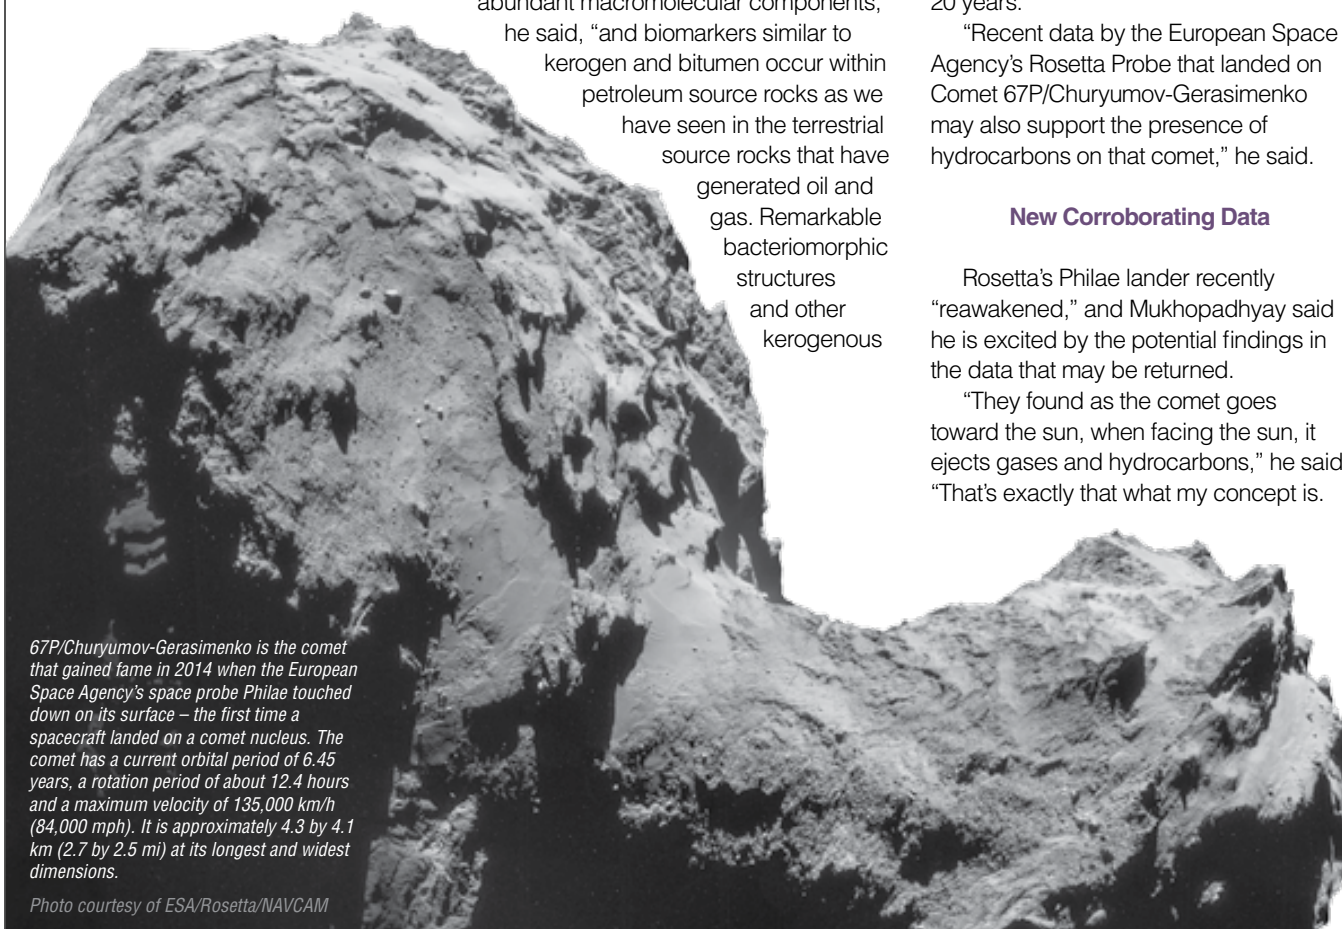 abundant macromolecular components,
he said, “and biomarkers similar to
kerogen and bitumen occur within
petroleum source rocks as we
have seen in the terrestrial
source rocks that have
generated oil and
gas. Remarkable
bacteriomorphic
structures
and other
kerogenous
20 years.
“Recent data by the European Space
Agency’s Rosetta Probe that landed on
Comet 67P/Churyumov-Gerasimenko
may also support the presence of
hydrocarbons on that comet,” he said.
New Corroborating Data
Rosetta’s Philae lander recently
“reawakened,” and Mukhopadhyay said
he is excited by the potential findings in
the data that may be returned.
“They found as the comet goes
toward the sun, when facing the sun, it
ejects gases and hydrocarbons,” he said
“That’s exactly that what my concept is.
67P/Churyumov-Gerasimenko is the comet
that gained fame in 2014 when the European
Space Agency’s space probe Philae touched
down on its surface – the first time a
spacecraft landed on a comet nucleus. The
comet has a current orbital period of 6.45
years, a rotation period of about 12.4 hours
and a maximum velocity of 135,000 km/h
(84,000 mph). It is approximately 4.3 by 4.1
km (2.7 by 2.5 mi) at its longest and widest
dimensions.
Photo courtesy of ESA/Rosetta/NAVCAM